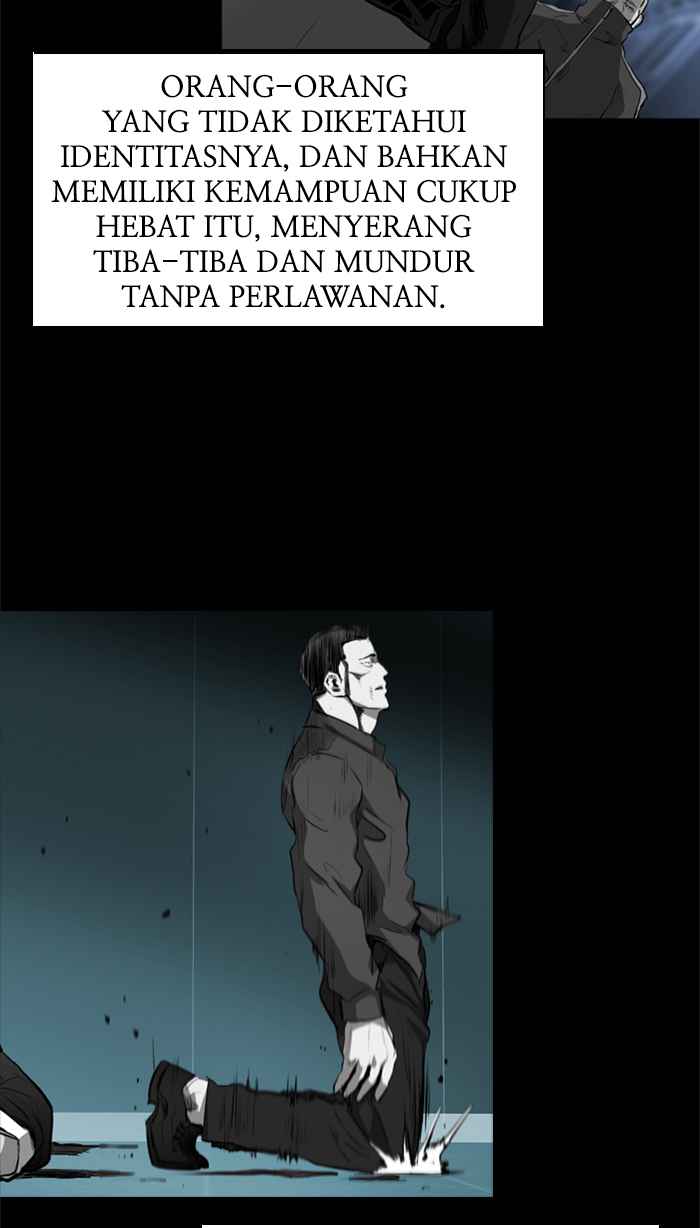 ORANG-ORANG
YANG TIDAK DIKETAHUI
IDENTITASNYA, DAN BAHKAN
MEMILIKI KEMAMPUAN CUKUP
HEBAT ITU, MENYERANG
TIBA-TIBA DAN MUNDUR
TANPA PERLAWANAN.